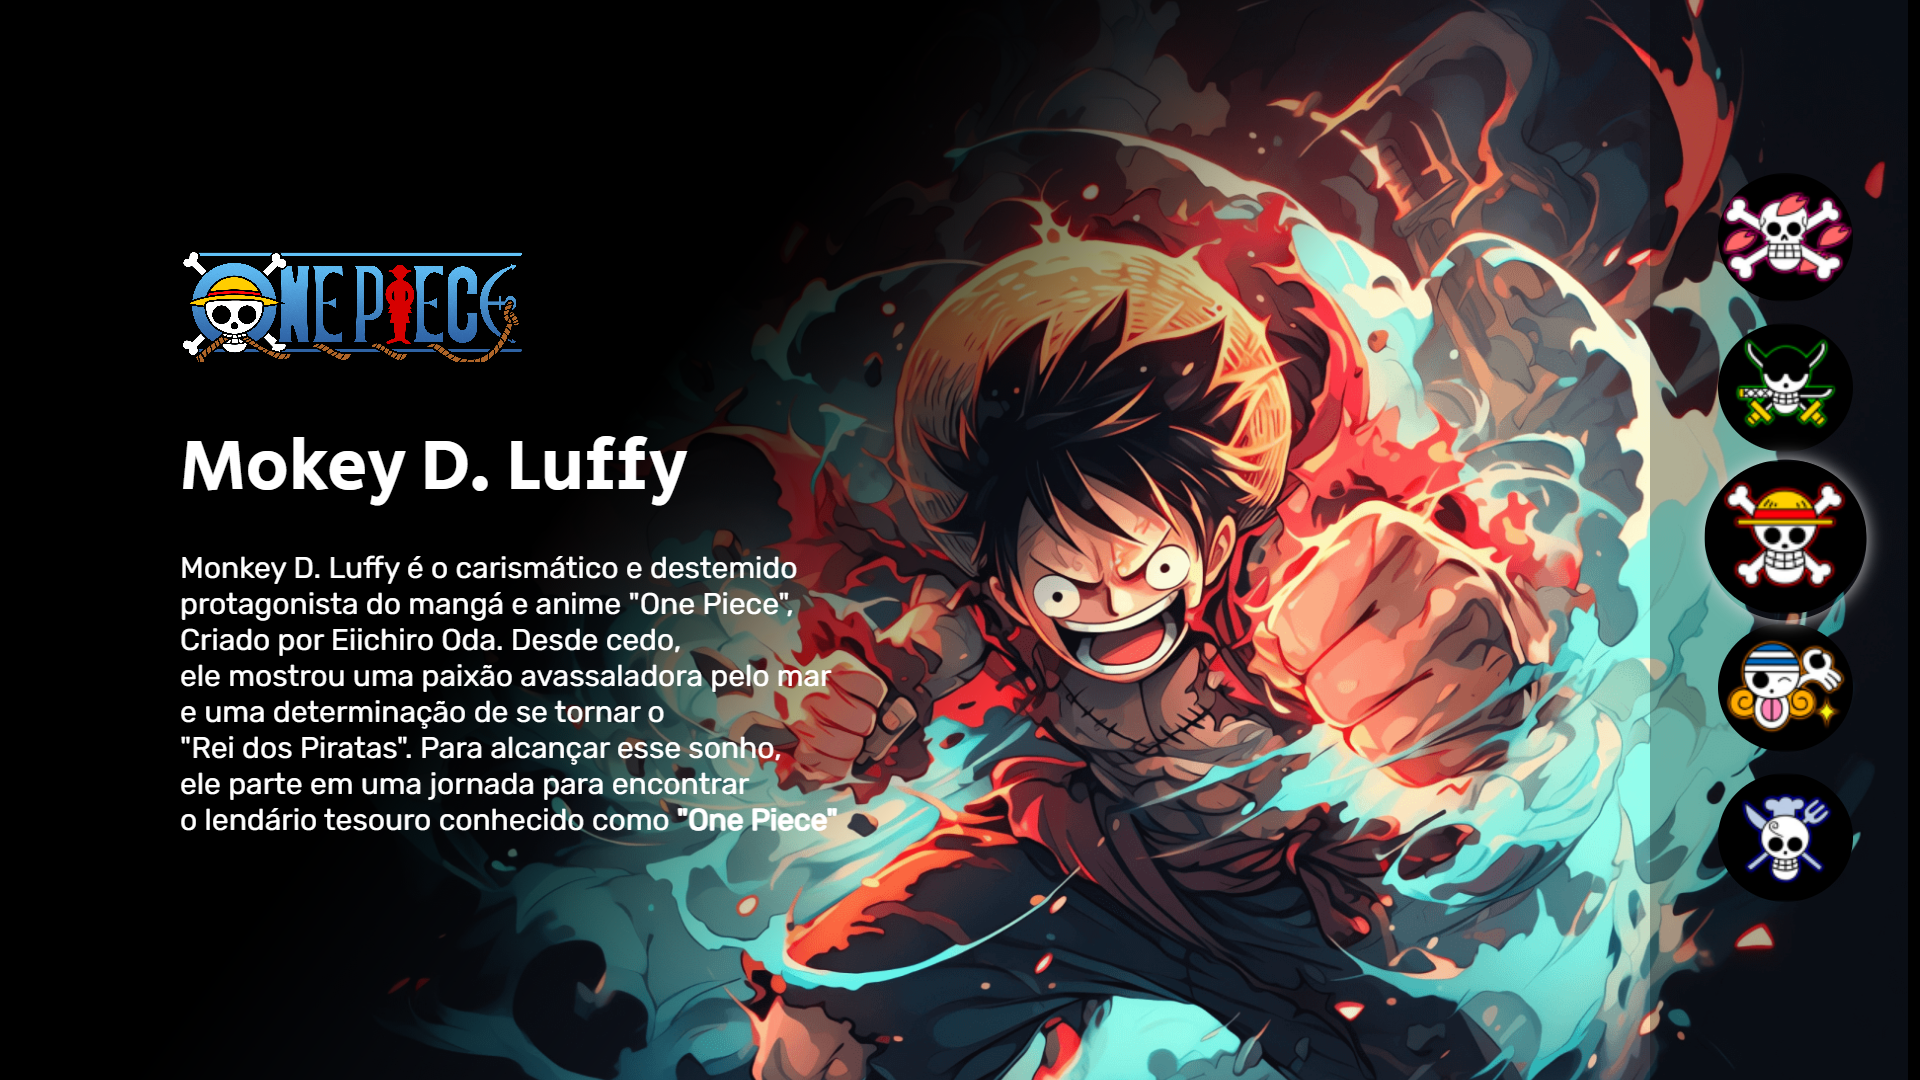 ONE PIECE
Mokey D. Luffy
Monkey D. Luffy é o carismático e destemido
protagonista do mangá e anime "One Piece",
Criado por Eiichiro Oda. Desde cedo,
ele mostrou uma paixão avassaladora pelo mar
e uma determinação de se tornar o
"Rei dos Piratas". Para alcançar esse sonho,
ele parte em uma jornada para encontrar
o lendário tesouro conhecido como "One Piece"